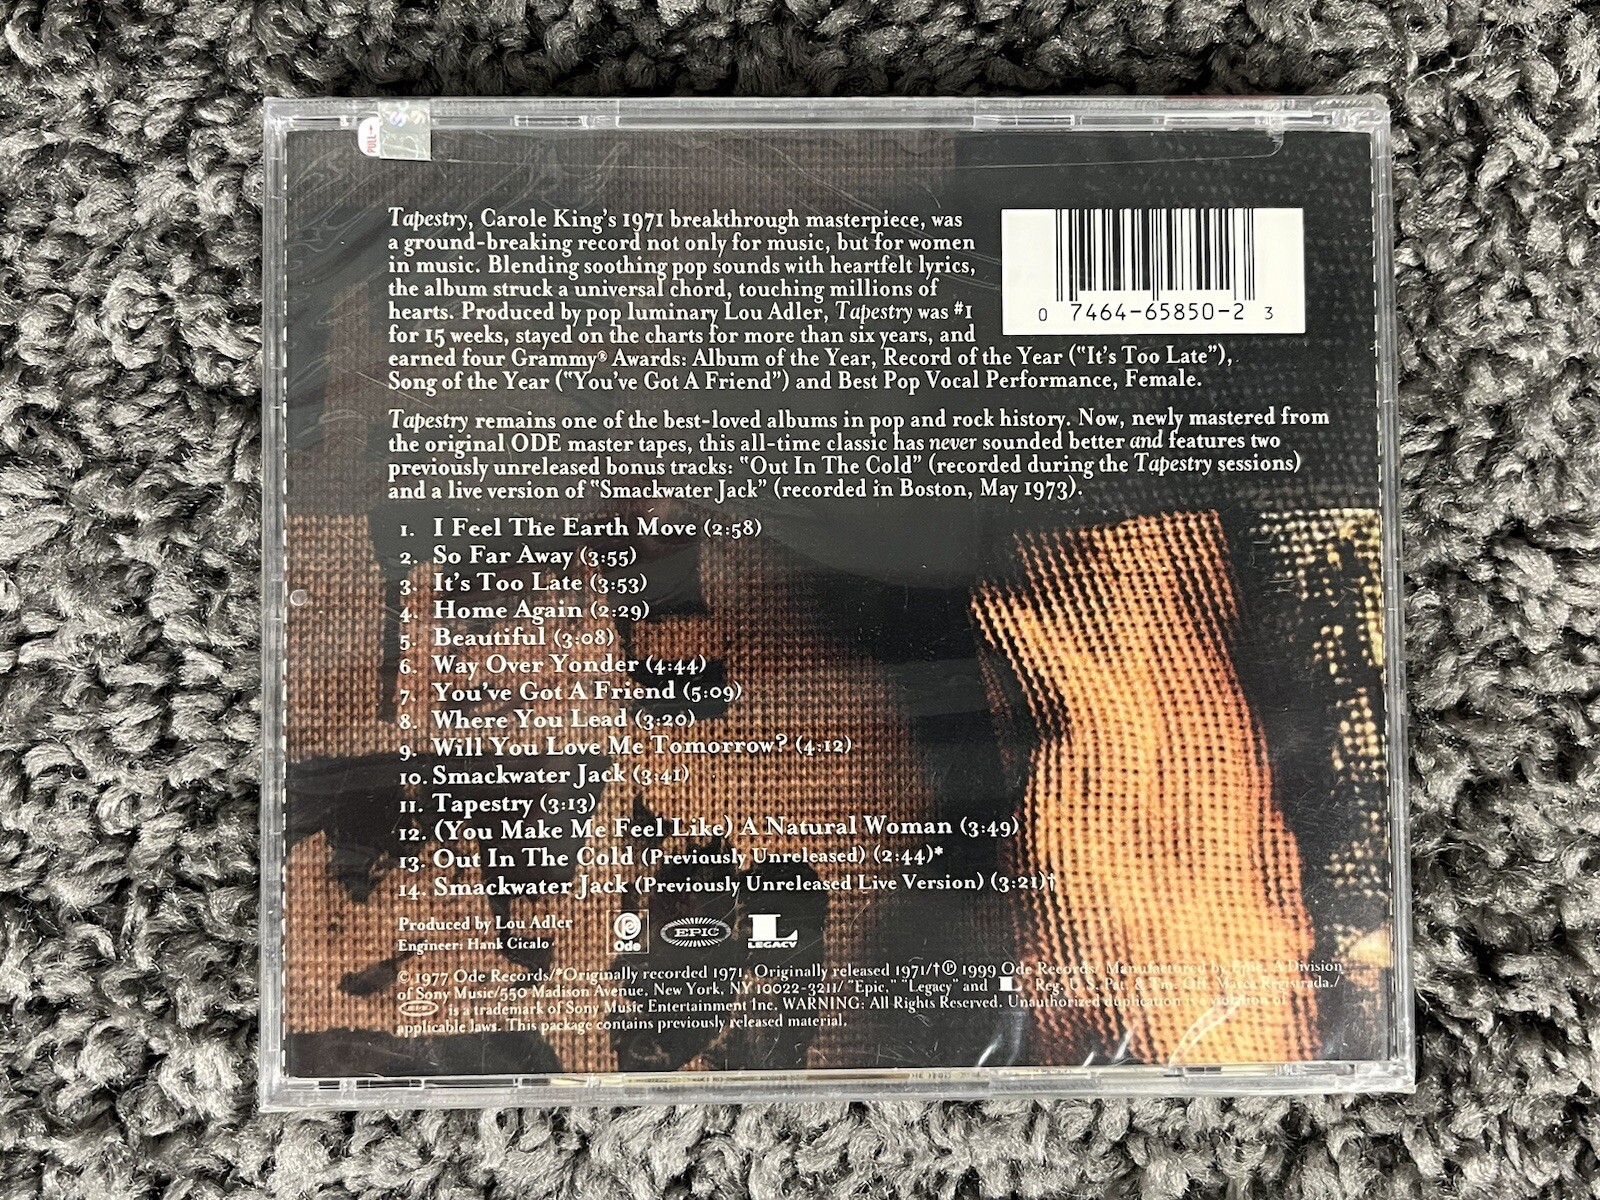 PULL→
Tapestry, Carole King's 1971 breakthrough masterpiece, was
a ground-breaking record not only for music, but for women
in music. Blending soothing pop sounds with heartfelt lyrics,
the album struck a universal chord, touching millions of
hearts. Produced by pop luminary Lou Adler, Tapestry was #1
for 15 weeks, stayed on the charts for more than six years, and
earned four Grammy® Awards: Album of the Year, Record of the Year ("It's Too Late"),
Song of the Year ("You've Got A Friend") and Best Pop Vocal Performance, Female.
0 7464-65850-2 3
Tapestry remains one of the best-loved albums in pop and rock history. Now, newly mastered from
the original ODE master tapes, this all-time classic has never sounded better and features two
previously unreleased bonus tracks: "Out In The Cold" (recorded during the Tapestry sessions)
and a live version of "Smackwater Jack" (recorded in Boston, May 1973).
1. I Feel The Earth Move (2:58)
2. So Far Away (3:55)
3. It's Too Late (3:53)
4. Home Again (2:29)
5. Beautiful (3:08)
6. Way Over Yonder (4:44)
7. You've Got A Friend (5:09)
8. Where You Lead (3:20)
9. Will You Love Me Tomorrow? (4:12)
10. Smackwater Jack (3:41)
11. Tapestry (3:13)
12. (You Make Me Feel Like) A Natural Woman (3:49)
13. Out In The Cold (Previously Unreleased) (2:44)*
14. Smackwater Jack (Previously Unreleased Live Version) (3:21)†
Produced by Lou Adler
Engineer: Hank Cicalo
Ode
EPIC
L LEGACY
© 1977 Ode Records/*Originally recorded 1971, Originally released 1971/†℗ 1999 Ode Records/ Manufactured by Epic, A Division
of Sony Music/550 Madison Avenue, New York, NY 10022-3211/ "Epic," "Legacy" and L Reg. U.S. Pat. & Tm. Off. Marca Registrada./
EPIC is a trademark of Sony Music Entertainment Inc. WARNING: All Rights Reserved. Unauthorized duplication is a violation of
applicable laws. This package contains previously released material.